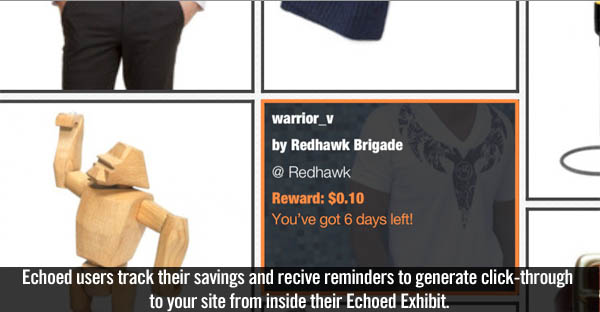 warrior_v
by Redhawk Brigade
@ Redhawk
Reward: $0.10
You've got 6 days left!
Echoed users track their savings and recive reminders to generate click-through
to your site from inside their Echoed Exhibit.